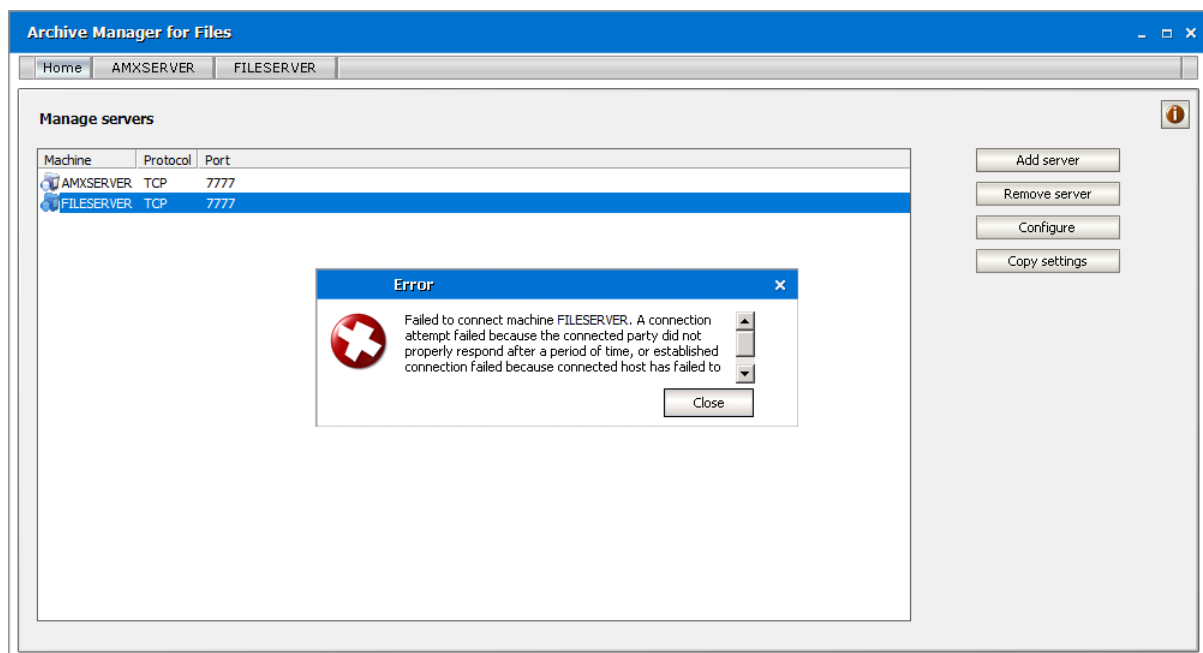 Archive Manager for Files
Home AMXSERVER FILESERVER
Manage servers
Machine Protocol Port
AMXSERVER TCP 7777
FILESERVER TCP 7777
Add server
Remove server
Configure
Copy settings
Error
Failed to connect machine FILESERVER. A connection
attempt failed because the connected party did not
properly respond after a period of time, or established
connection failed because connected host has failed to
Close